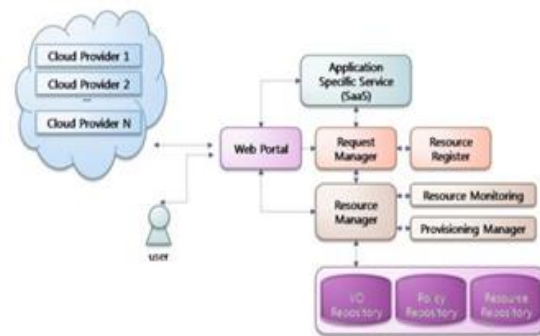 Cloud Provider 1
Cloud Provider 2
...
Cloud Provider N
user
Web Portal
Application
Specific Service
(SaaS)
Request
Manager
Resource
Register
Resource
Manager
Resource Monitoring
Provisioning Manager
VO
Repository
Policy
Repository
Resource
Repository